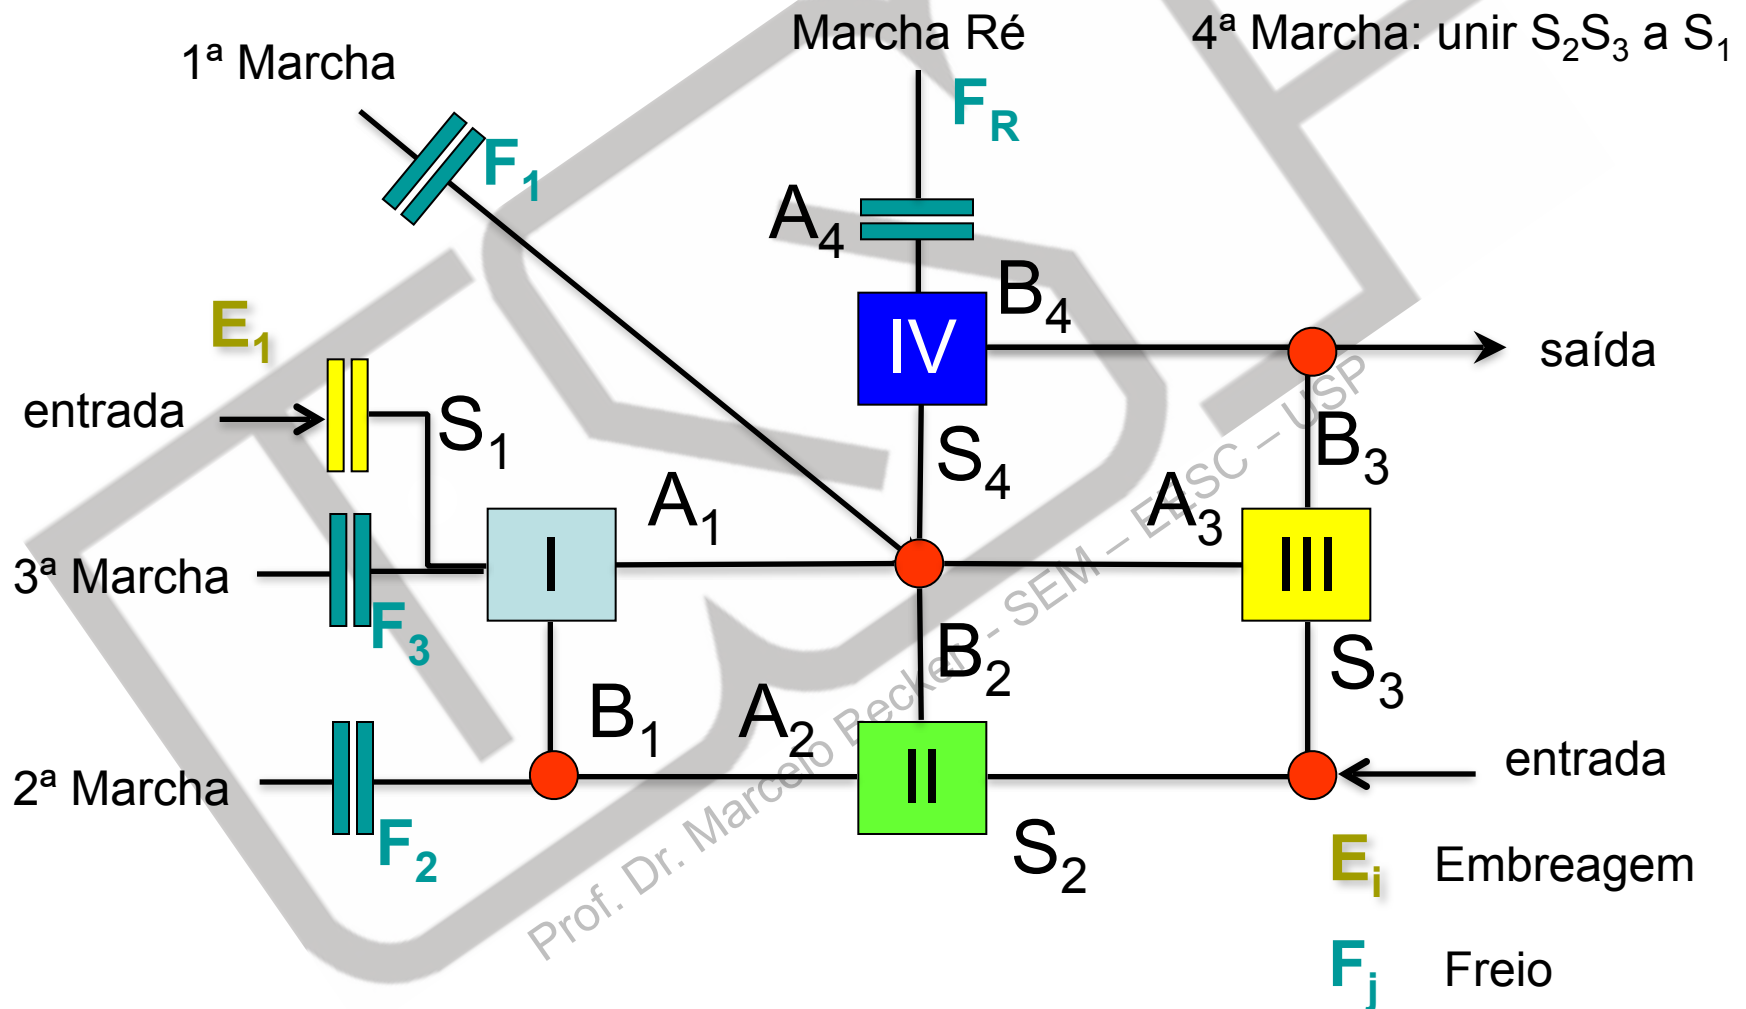 Marcha Ré
4ª Marcha: unir S2S3 a S1
1ª Marcha
FR
F1
A4
B4
E1
IV
saída
entrada
S1
S4
B3
A1
A3
I
III
3ª Marcha
F3
B2
S3
B1
A2
II
entrada
2ª Marcha
F2
S2
Ei Embreagem
Fj Freio
Prof. Dr. Marcelo Becker - SEM – EESC – USP